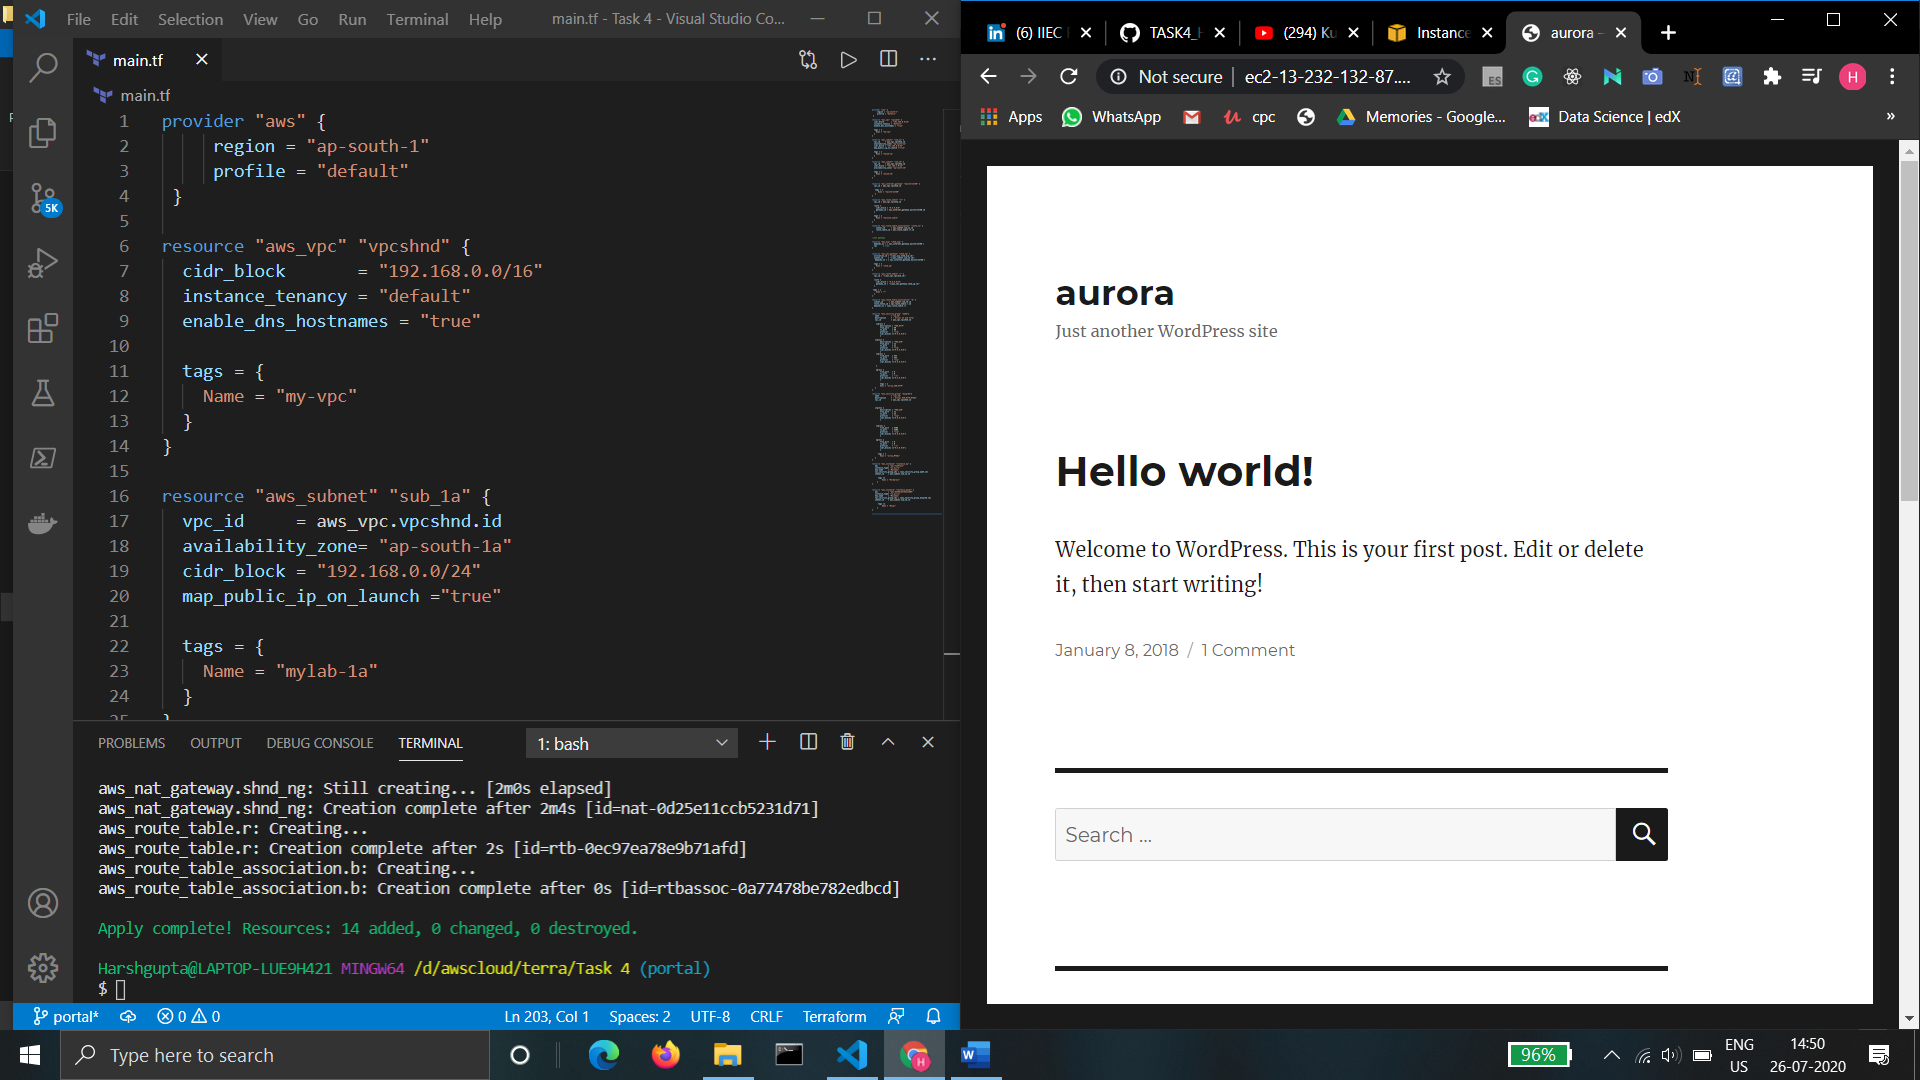 File Edit Selection View Go Run Terminal Help main.tf - Task 4 - Visual Studio Co...
main.tf
main.tf
1 provider "aws" {
2 region = "ap-south-1"
3 profile = "default"
4 }
5
6 resource "aws_vpc" "vpcshnd" {
7 cidr_block = "192.168.0.0/16"
8 instance_tenancy = "default"
9 enable_dns_hostnames = "true"
10
11 tags = {
12 Name = "my-vpc"
13 }
14 }
15
16 resource "aws_subnet" "sub_1a" {
17 vpc_id = aws_vpc.vpcshnd.id
18 availability_zone= "ap-south-1a"
19 cidr_block = "192.168.0.0/24"
20 map_public_ip_on_launch ="true"
21
22 tags = {
23 Name = "mylab-1a"
24 }
25 }
5K
PROBLEMS OUTPUT DEBUG CONSOLE TERMINAL 1: bash
aws_nat_gateway.shnd_ng: Still creating... [2m0s elapsed]
aws_nat_gateway.shnd_ng: Creation complete after 2m4s [id=nat-0d25e11ccb5231d71]
aws_route_table.r: Creating...
aws_route_table.r: Creation complete after 2s [id=rtb-0ec97ea78e9b71afd]
aws_route_table_association.b: Creating...
aws_route_table_association.b: Creation complete after 0s [id=rtbassoc-0a77478be782edbcd]
Apply complete! Resources: 14 added, 0 changed, 0 destroyed.
Harshgupta@LAPTOP-LUE9H421 MINGW64 /d/awscloud/terra/Task 4 (portal)
$
portal* 0 0 Ln 203, Col 1 Spaces: 2 UTF-8 CRLF Terraform
(6) IIEC TASK4_ (294) Ku Instance aurora –
Not secure ec2-13-232-132-87.... ES H
Apps WhatsApp cpc Memories - Google... edX Data Science | edX »
aurora
Just another WordPress site
Hello world!
Welcome to WordPress. This is your first post. Edit or delete
it, then start writing!
January 8, 2018 / 1 Comment
Search ...
Type here to search
96%
ENG
US
14:50
26-07-2020